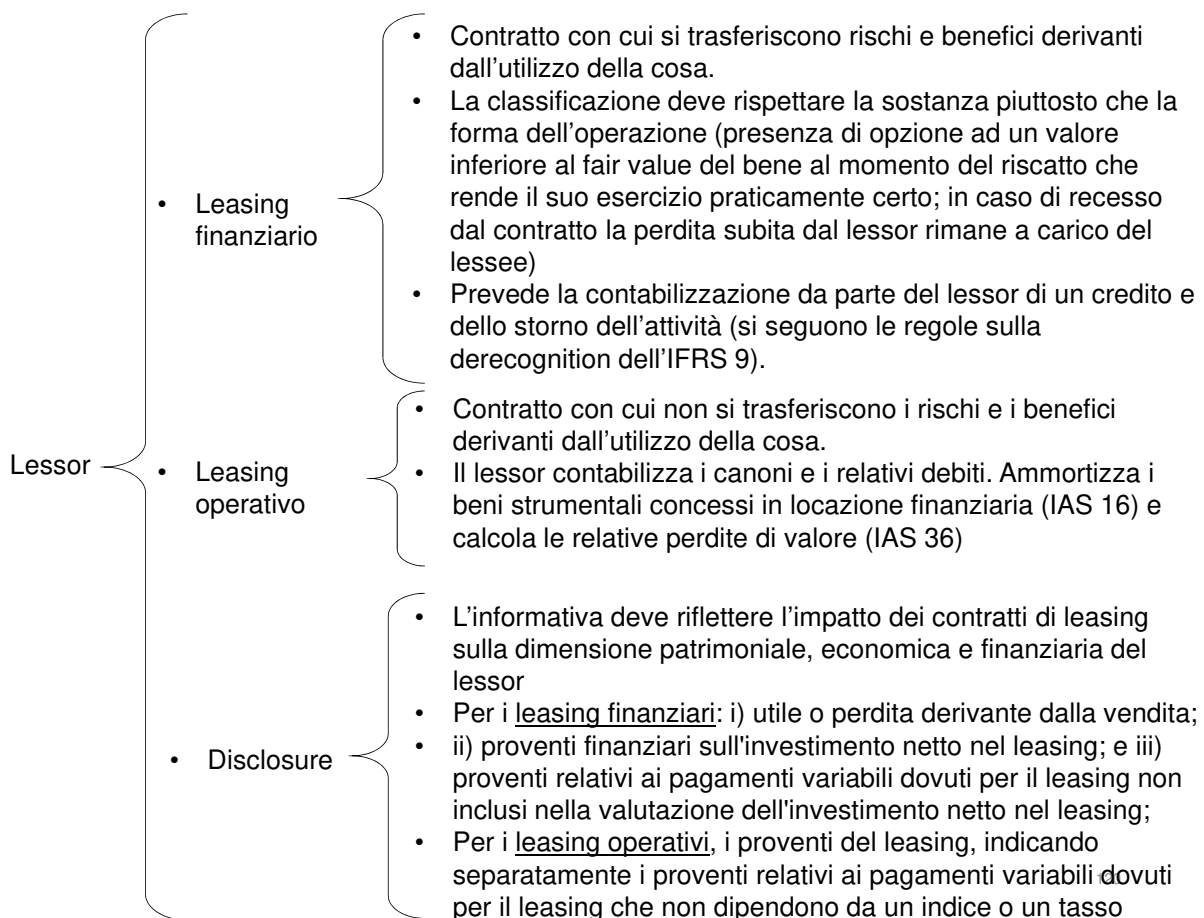 Lessor
• Leasing
finanziario
• Contratto con cui si trasferiscono rischi e benefici derivanti
dall'utilizzo della cosa.
• La classificazione deve rispettare la sostanza piuttosto che la
forma dell'operazione (presenza di opzione ad un valore
inferiore al fair value del bene al momento del riscatto che
rende il suo esercizio praticamente certo; in caso di recesso
dal contratto la perdita subita dal lessor rimane a carico del
lessee)
• Prevede la contabilizzazione da parte del lessor di un credito e
dello storno dell'attività (si seguono le regole sulla
derecognition dell'IFRS 9).
• Leasing
operativo
• Contratto con cui non si trasferiscono i rischi e i benefici
derivanti dall'utilizzo della cosa.
• Il lessor contabilizza i canoni e i relativi debiti. Ammortizza i
beni strumentali concessi in locazione finanziaria (IAS 16) e
calcola le relative perdite di valore (IAS 36)
• Disclosure
• L'informativa deve riflettere l'impatto dei contratti di leasing
sulla dimensione patrimoniale, economica e finanziaria del
lessor
• Per i leasing finanziari: i) utile o perdita derivante dalla vendita;
• ii) proventi finanziari sull'investimento netto nel leasing; e iii)
proventi relativi ai pagamenti variabili dovuti per il leasing non
inclusi nella valutazione dell'investimento netto nel leasing;
• Per i leasing operativi, i proventi del leasing, indicando
separatamente i proventi relativi ai pagamenti variabili dovuti
per il leasing che non dipendono da un indice o un tasso